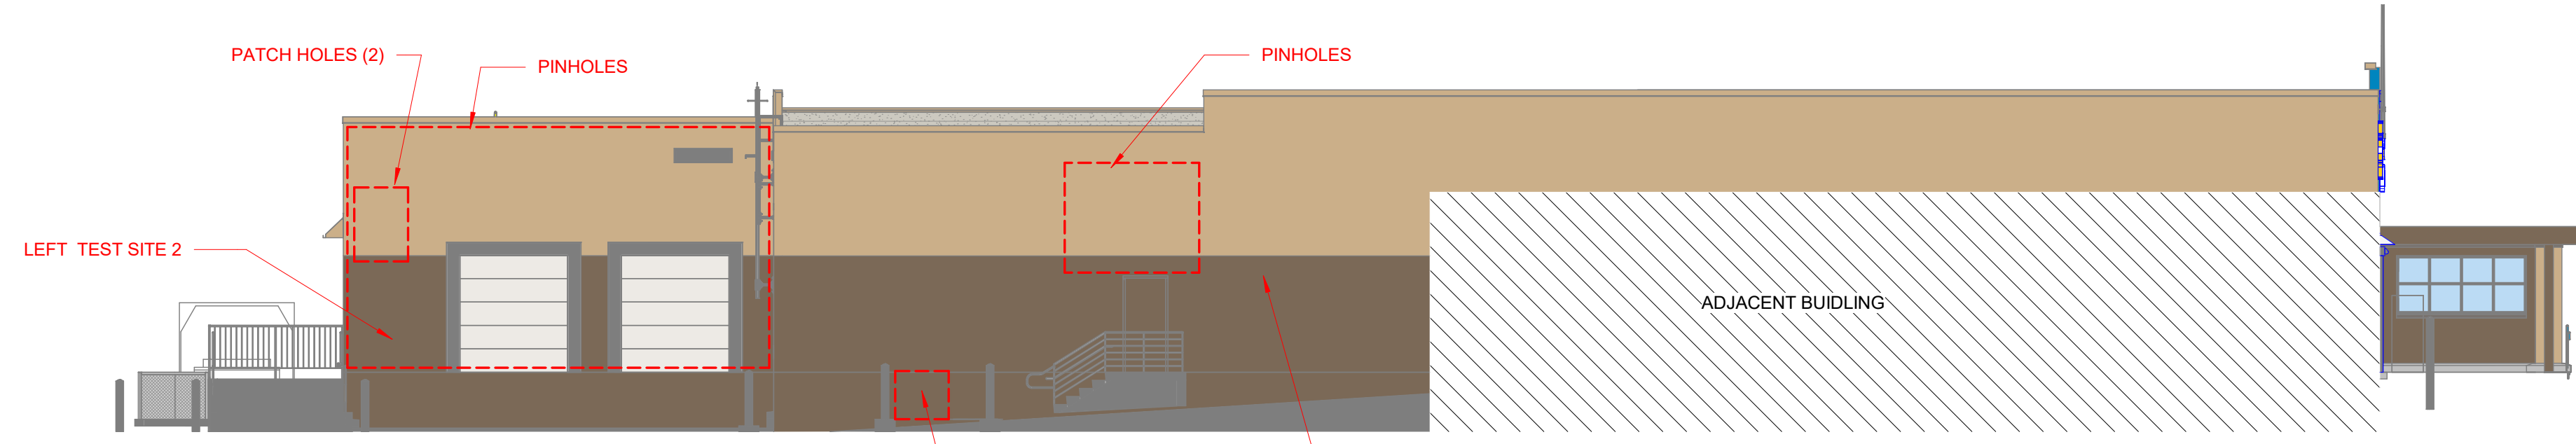 PATCH HOLES (2)
PINHOLES
PINHOLES
LEFT TEST SITE 2
ADJACENT BUIDLING